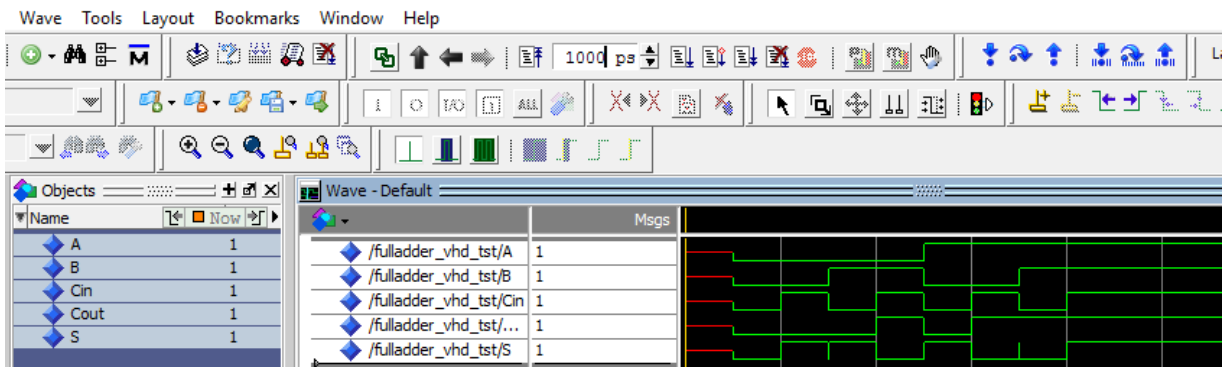 Wave Tools Layout Bookmarks Window Help
1000 ps
ALL
Objects
Wave - Default
Name Now
Msgs
A 1
B 1
Cin 1
Cout 1
S 1
/fulladder_vhd_tst/A 1
/fulladder_vhd_tst/B 1
/fulladder_vhd_tst/Cin 1
/fulladder_vhd_tst/... 1
/fulladder_vhd_tst/S 1